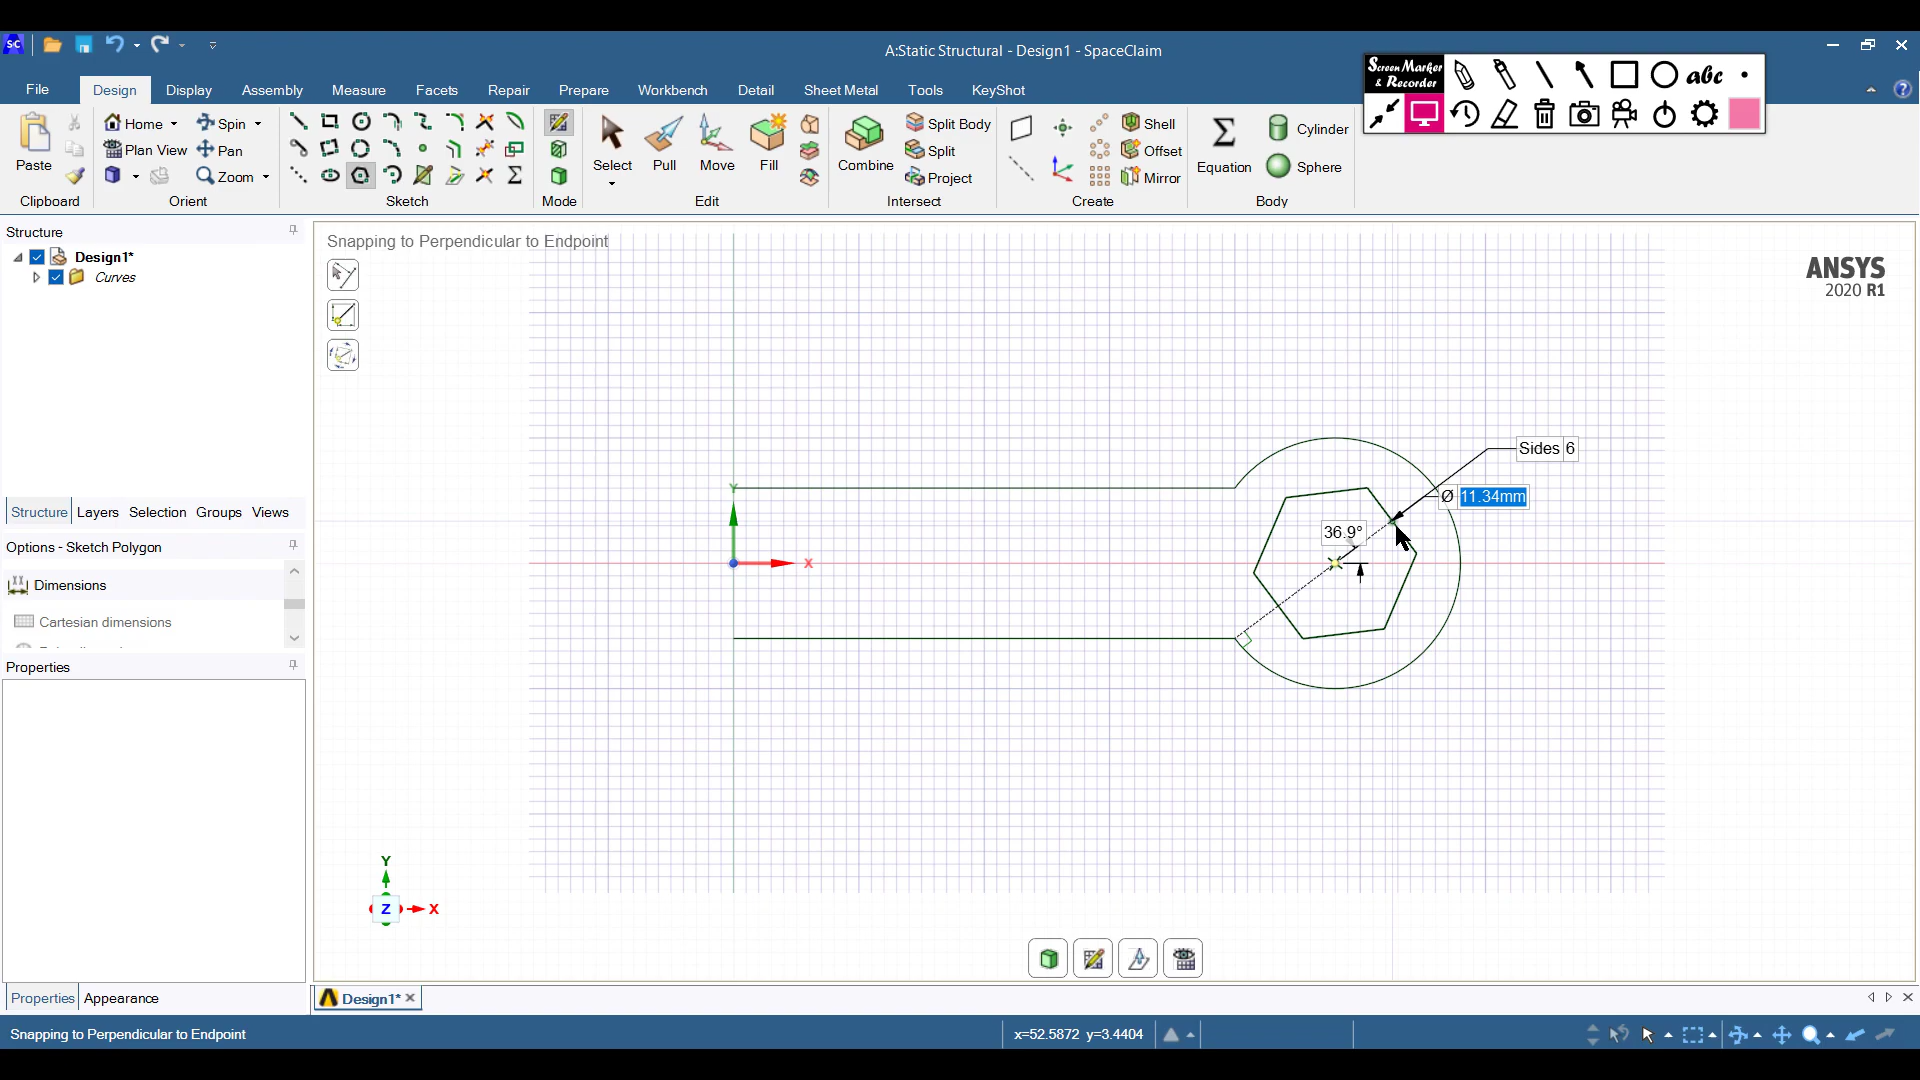 SC
A:Static Structural - Design1 - SpaceClaim
Screen Marker
& Recorder
abc
File
Design
Display
Assembly
Measure
Facets
Repair
Prepare
Workbench
Detail
Sheet Metal
Tools
KeyShot
Paste
Home
Spin
Plan View
Pan
Zoom
Select
Pull
Move
Fill
Combine
Split Body
Split
Project
Shell
Offset
Mirror
Equation
Cylinder
Sphere
Clipboard
Orient
Sketch
Mode
Edit
Intersect
Create
Body
Structure
Design1*
Curves
Structure
Layers
Selection
Groups
Views
Options - Sketch Polygon
Dimensions
Cartesian dimensions
Properties
Properties
Appearance
Snapping to Perpendicular to Endpoint
ANSYS
2020 R1
Sides 6
Ø 11.34mm
36.9°
Y
X
Y
Z
X
Design1*
Snapping to Perpendicular to Endpoint
x=52.5872 y=3.4404